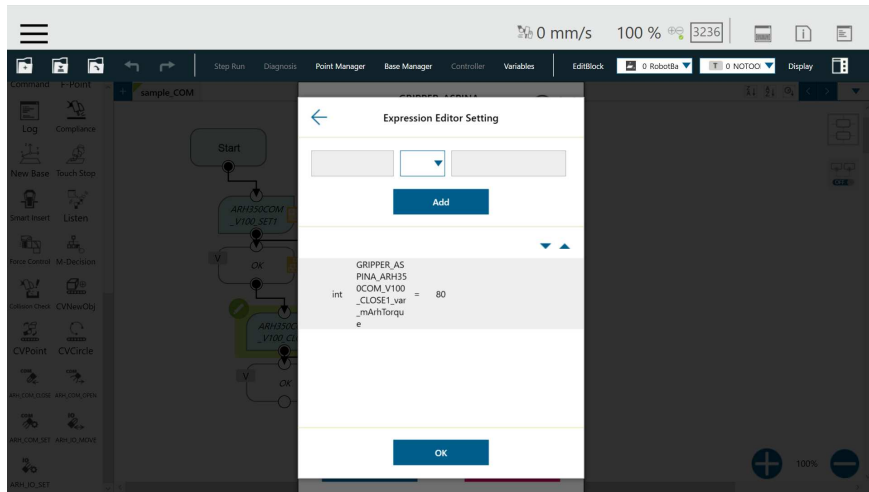 0 mm/s 100 % 3236
Step Run Diagnosis Point Manager Base Manager Controller Variables EditBlock 0 RobotBa T 0 NOTOO Display
Command F-Point
+ sample_COM
GRIPPER_ASPINA
Log Compliance
New Base Touch Stop
Smart Insert Listen
Force Control M-Decision
Collision Check CVNewObj
CVPoint CVCircle
ARH_COM_CLOSE ARH_COM_OPEN
ARH_COM_SET ARH_IO_MOVE
ARH_IO_SET
Start
ARH350COM
_V100_SET1
V
OK
ARH350C
_V100_CL
V
OK
Expression Editor Setting
Add
int
GRIPPER_AS
PINA_ARH35
0COM_V100
_CLOSE1_var
_mArhTorqu
e
= 80
OK
100%